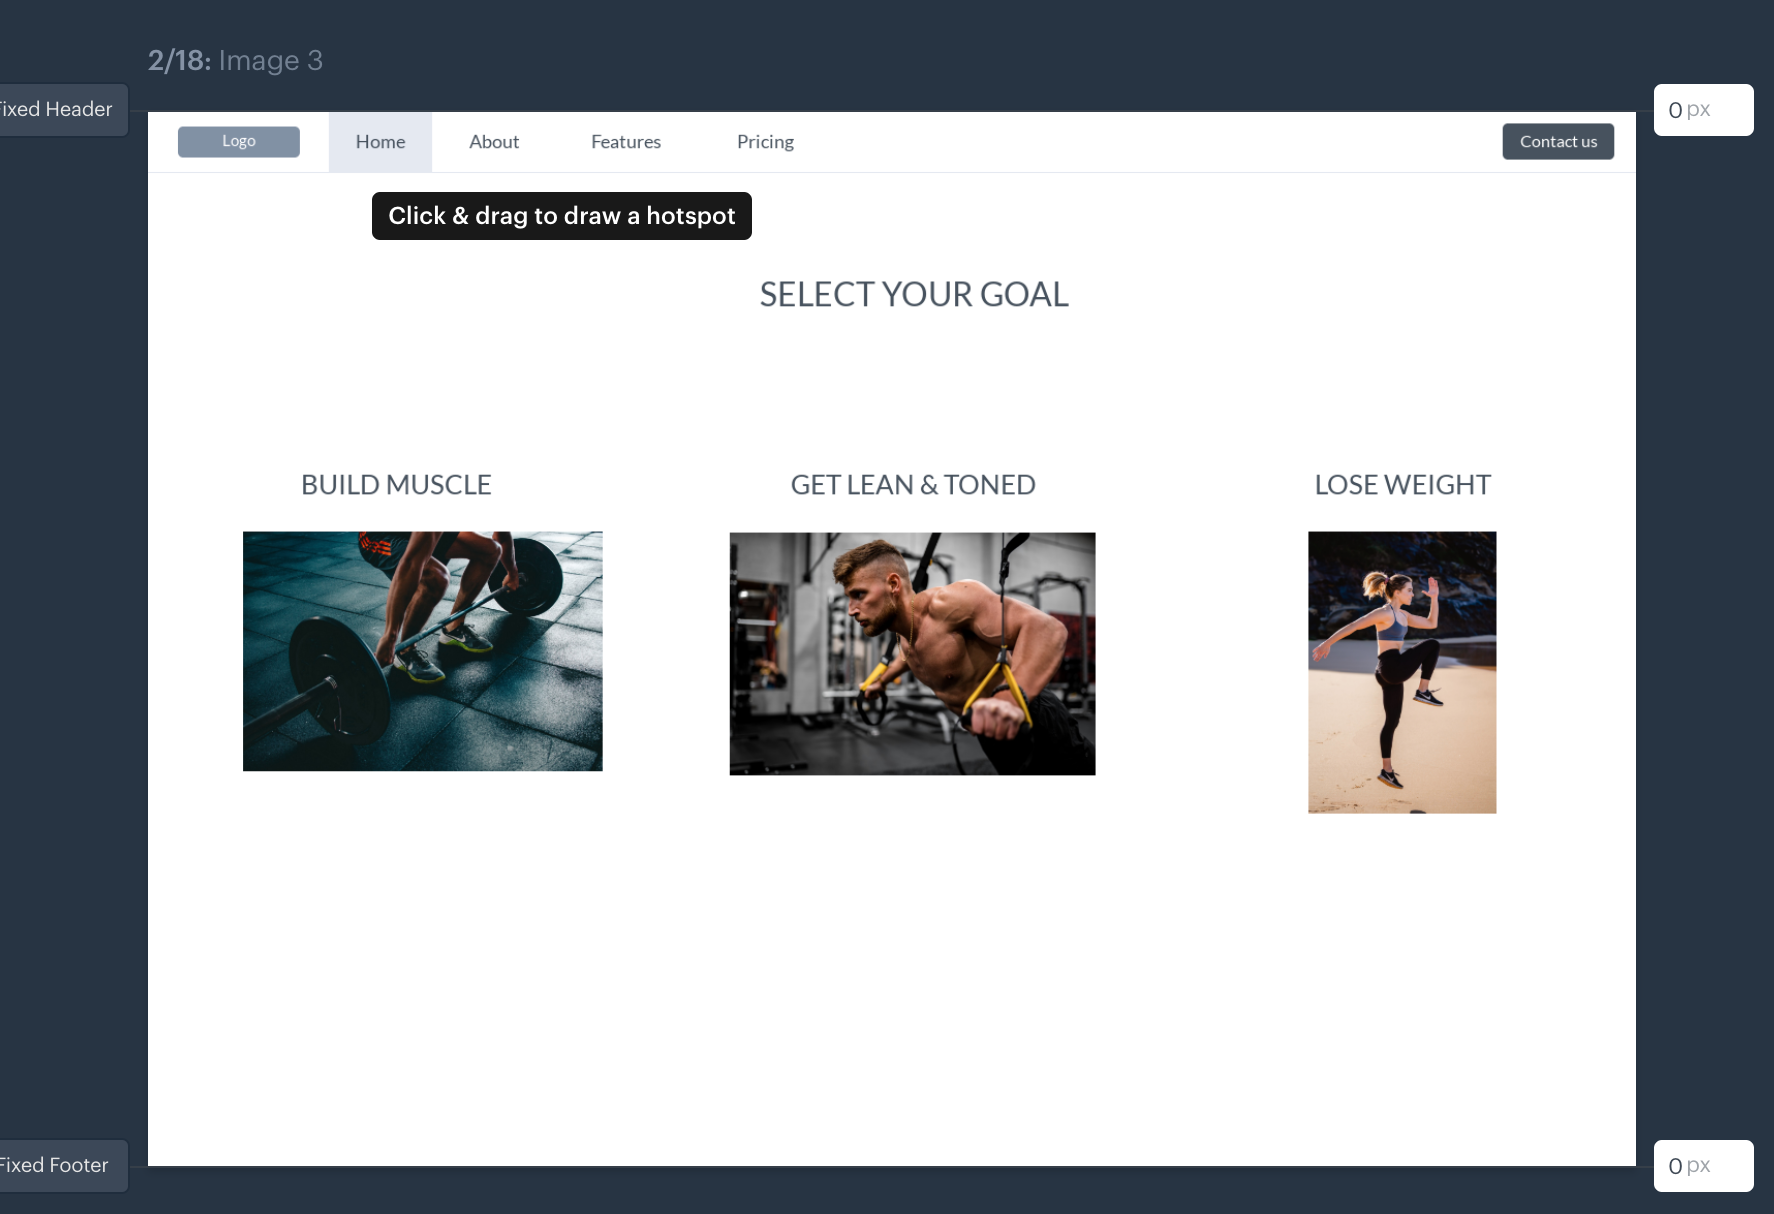 2/18: Image 3
Fixed Header
0 px
Logo
Home
About
Features
Pricing
Contact us
Click & drag to draw a hotspot
SELECT YOUR GOAL
BUILD MUSCLE
GET LEAN & TONED
LOSE WEIGHT
Fixed Footer
0 px